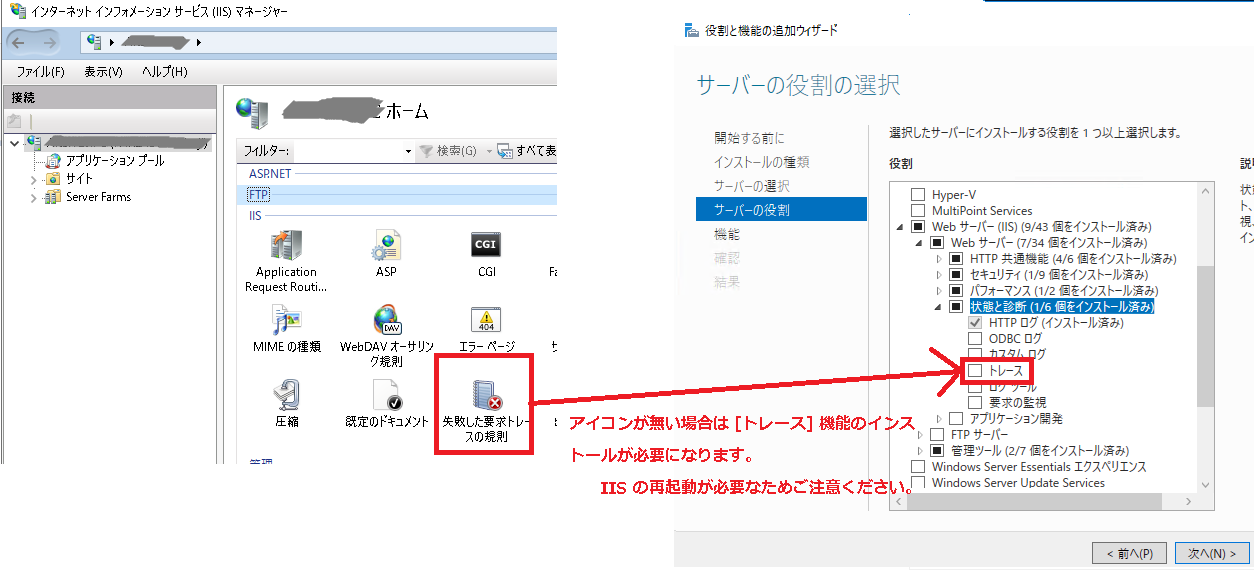 インターネット インフォメーション サービス (IIS) マネージャー
ファイル(F) 表示(V) ヘルプ(H)
接続
アプリケーション プール
サイト
Server Farms
ホーム
フィルター: 検索(G) すべて表
ASP.NET
FTP
IIS
Application
Request Routi...
ASP
CGI
MIME の種類
WebDAV オーサリン
グ規則
エラー ページ
圧縮
既定のドキュメント
失敗した要求トレー
スの規則
管理
アイコンが無い場合は [トレース] 機能のインス
トールが必要になります。
IIS の再起動が必要なためご注意ください。
役割と機能の追加ウィザード
サーバーの役割の選択
開始する前に
インストールの種類
サーバーの選択
サーバーの役割
機能
確認
結果
選択したサーバーにインストールする役割を 1 つ以上選択します。
役割
Hyper-V
MultiPoint Services
Web サーバー (IIS) (9/43 個をインストール済み)
Web サーバー (7/34 個をインストール済み)
HTTP 共通機能 (4/6 個をインストール済み)
セキュリティ (1/9 個をインストール済み)
パフォーマンス (1/2 個をインストール済み)
状態と診断 (1/6 個をインストール済み)
HTTP ログ (インストール済み)
ODBC ログ
カスタム ログ
トレース
ログ ツール
要求の監視
アプリケーション開発
FTP サーバー
管理ツール (2/7 個をインストール済み)
Windows Server Essentials エクスペリエンス
Windows Server Update Services
< 前へ(P) 次へ(N) >